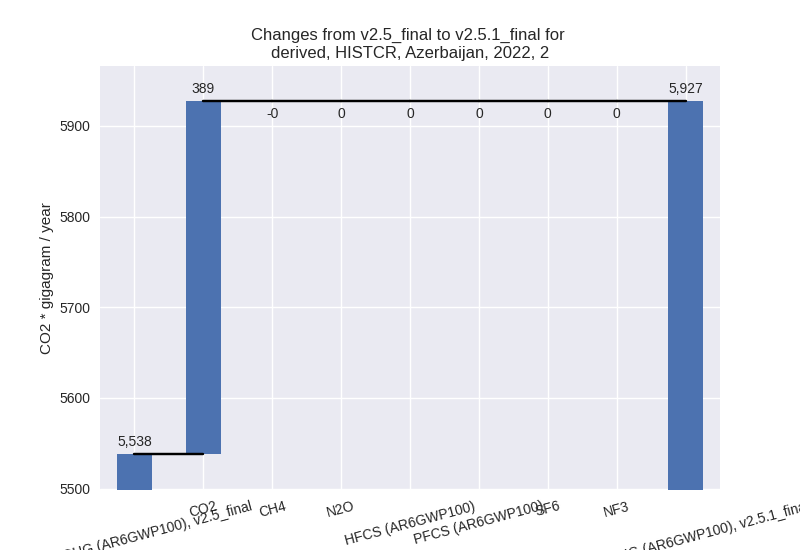 Changes from v2.5_final to v2.5.1_final for
derived, HISTCR, Azerbaijan, 2022, 2
5,538
389
-0
0
0
0
0
0
5,927
5900
5800
5700
5600
5500
CO2 * gigagram / year
(AR6GWP100), v2.5_final
CO2
CH4
N2O
HFCS (AR6GWP100)
PFCS (AR6GWP100)
SF6
NF3
(AR6GWP100), v2.5.1_fina